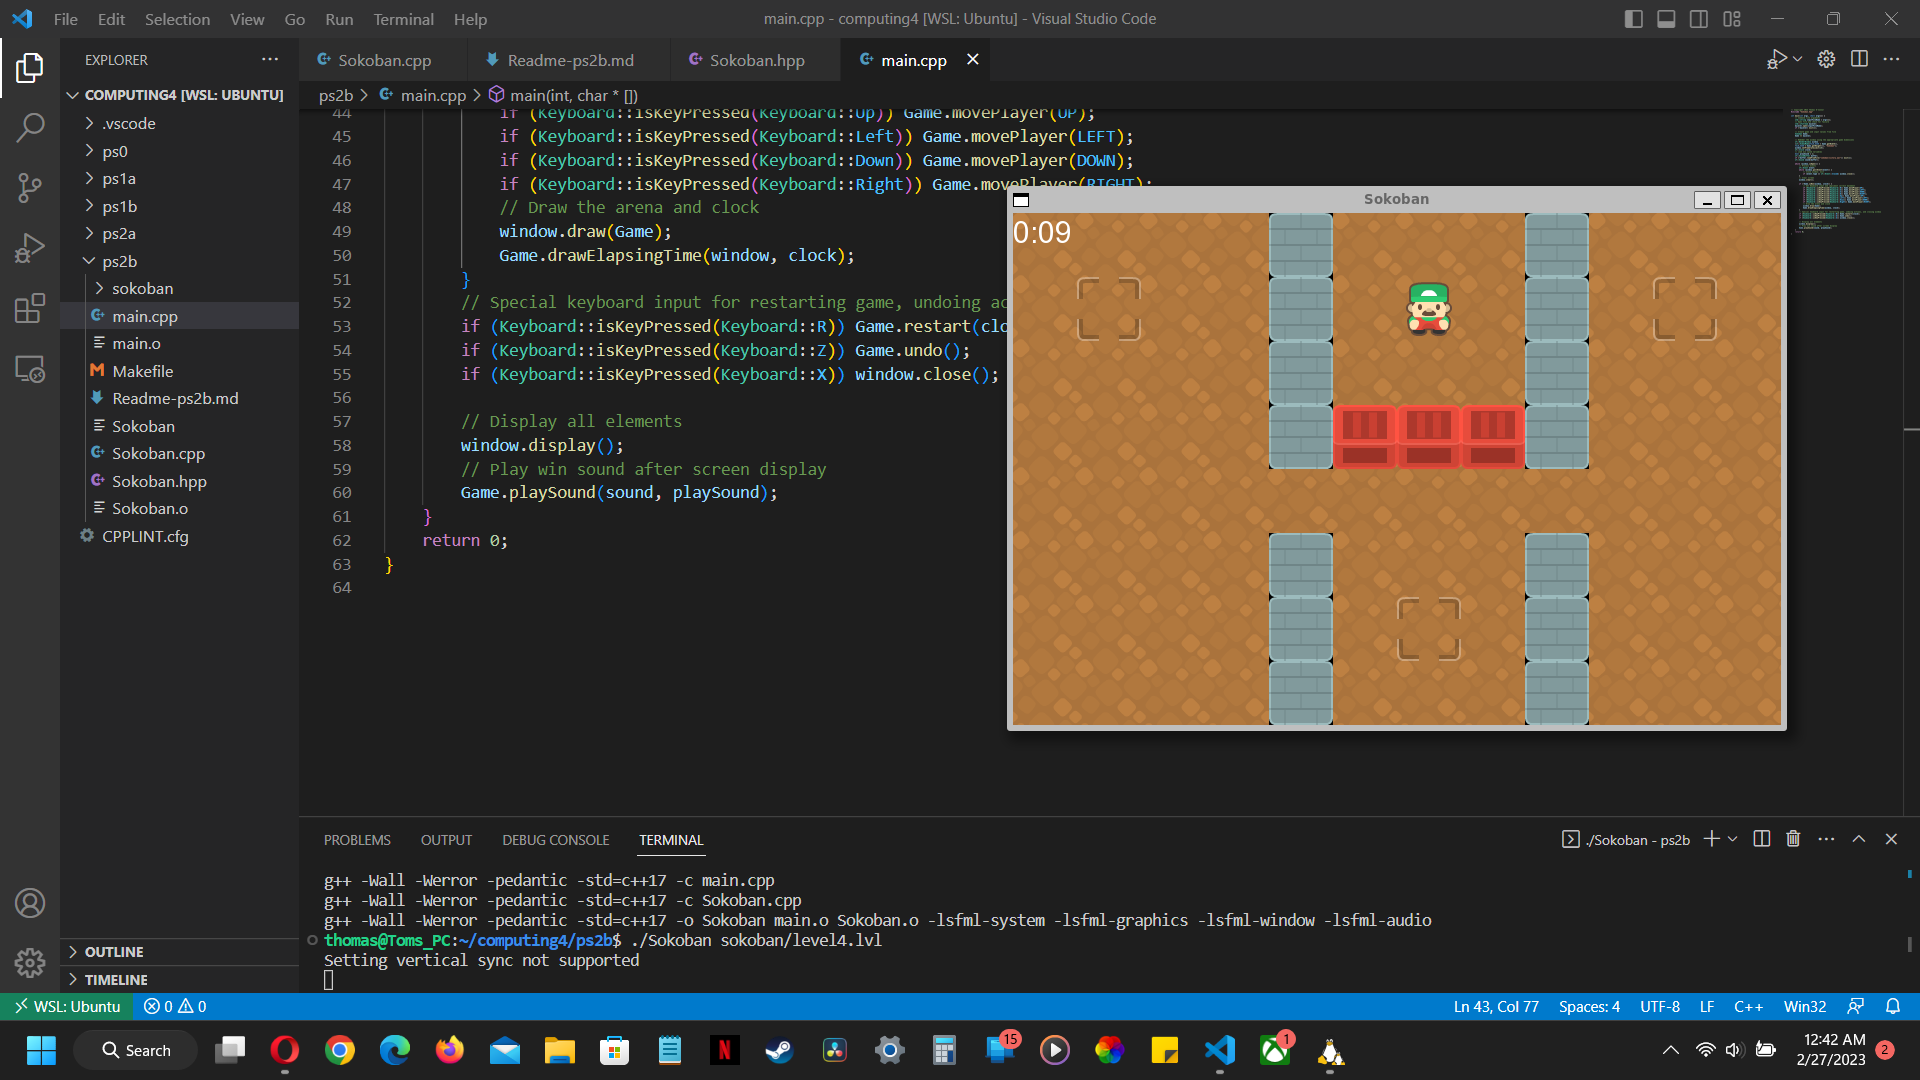 File Edit Selection View Go Run Terminal Help
main.cpp - computing4 [WSL: Ubuntu] - Visual Studio Code
EXPLORER
COMPUTING4 [WSL: UBUNTU]
.vscode
ps0
ps1a
ps1b
ps2a
ps2b
sokoban
main.cpp
main.o
Makefile
Readme-ps2b.md
Sokoban
Sokoban.cpp
Sokoban.hpp
Sokoban.o
CPPLINT.cfg
OUTLINE
TIMELINE
Sokoban.cpp Readme-ps2b.md Sokoban.hpp main.cpp
ps2b > main.cpp > main(int, char * [])
44 if (Keyboard::isKeyPressed(Keyboard::Up)) Game.movePlayer(UP);
45 if (Keyboard::isKeyPressed(Keyboard::Left)) Game.movePlayer(LEFT);
46 if (Keyboard::isKeyPressed(Keyboard::Down)) Game.movePlayer(DOWN);
47 if (Keyboard::isKeyPressed(Keyboard::Right)) Game.movePlayer(RIGHT);
48 // Draw the arena and clock
49 window.draw(Game);
50 Game.drawElapsingTime(window, clock);
51 }
52 // Special keyboard input for restarting game, undoing ac
53 if (Keyboard::isKeyPressed(Keyboard::R)) Game.restart(clo
54 if (Keyboard::isKeyPressed(Keyboard::Z)) Game.undo();
55 if (Keyboard::isKeyPressed(Keyboard::X)) window.close();
56
57 // Display all elements
58 window.display();
59 // Play win sound after screen display
60 Game.playSound(sound, playSound);
61 }
62 return 0;
63 }
64
Sokoban
0:09
PROBLEMS OUTPUT DEBUG CONSOLE TERMINAL
./Sokoban - ps2b
g++ -Wall -Werror -pedantic -std=c++17 -c main.cpp
g++ -Wall -Werror -pedantic -std=c++17 -c Sokoban.cpp
g++ -Wall -Werror -pedantic -std=c++17 -o Sokoban main.o Sokoban.o -lsfml-system -lsfml-graphics -lsfml-window -lsfml-audio
thomas@Toms_PC:~/computing4/ps2b$ ./Sokoban sokoban/level4.lvl
Setting vertical sync not supported
WSL: Ubuntu 0 0
Ln 43, Col 77 Spaces: 4 UTF-8 LF C++ Win32
Search
N
15
1
12:42 AM
2/27/2023
2